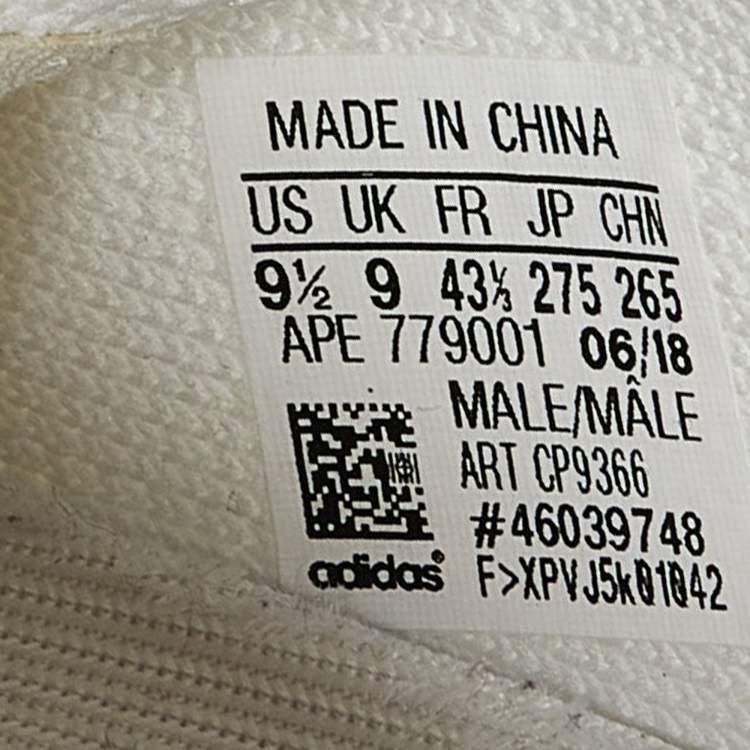 MADE IN CHINA
US UK FR JP CHN
9½ 9 43⅓ 275 265
APE 779001 06/18
MALE/MÂLE
ART CP9366
#46039748
adidas® F>XPVJ5k01042